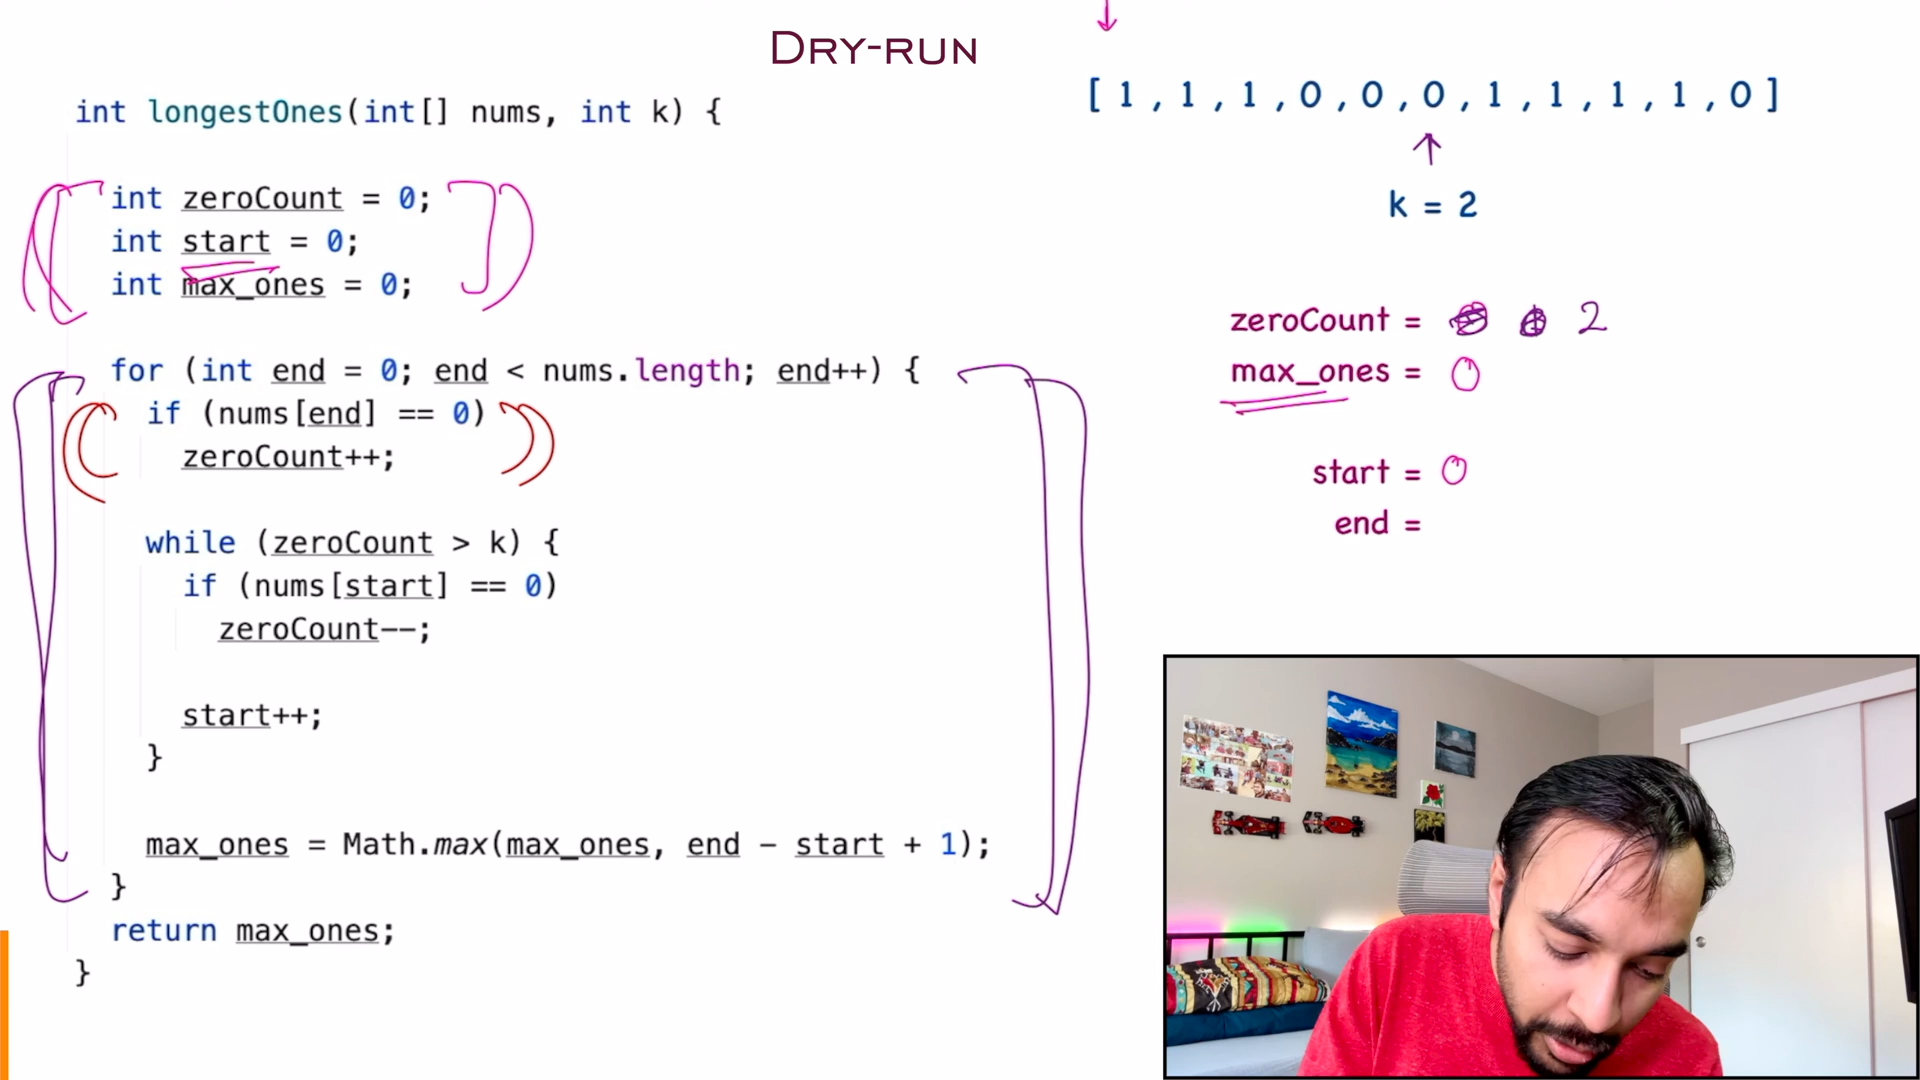 DRY-RUN
int longestOnes(int[] nums, int k) {
int zeroCount = 0;
int start = 0;
int max_ones = 0;
for (int end = 0; end < nums.length; end++) {
if (nums[end] == 0)
zeroCount++;
while (zeroCount > k) {
if (nums[start] == 0)
zeroCount--;
start++;
}
max_ones = Math.max(max_ones, end - start + 1);
}
return max_ones;
}
[ 1 , 1 , 1 , 0 , 0 , 0 , 1 , 1 , 1 , 1 , 0 ]
k = 2
zeroCount = 2
max_ones = 0
start = 0
end =